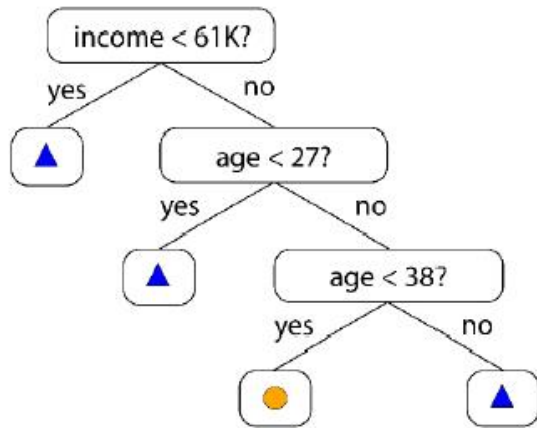 income < 61K?
yes
no
age < 27?
yes
no
age < 38?
yes
no